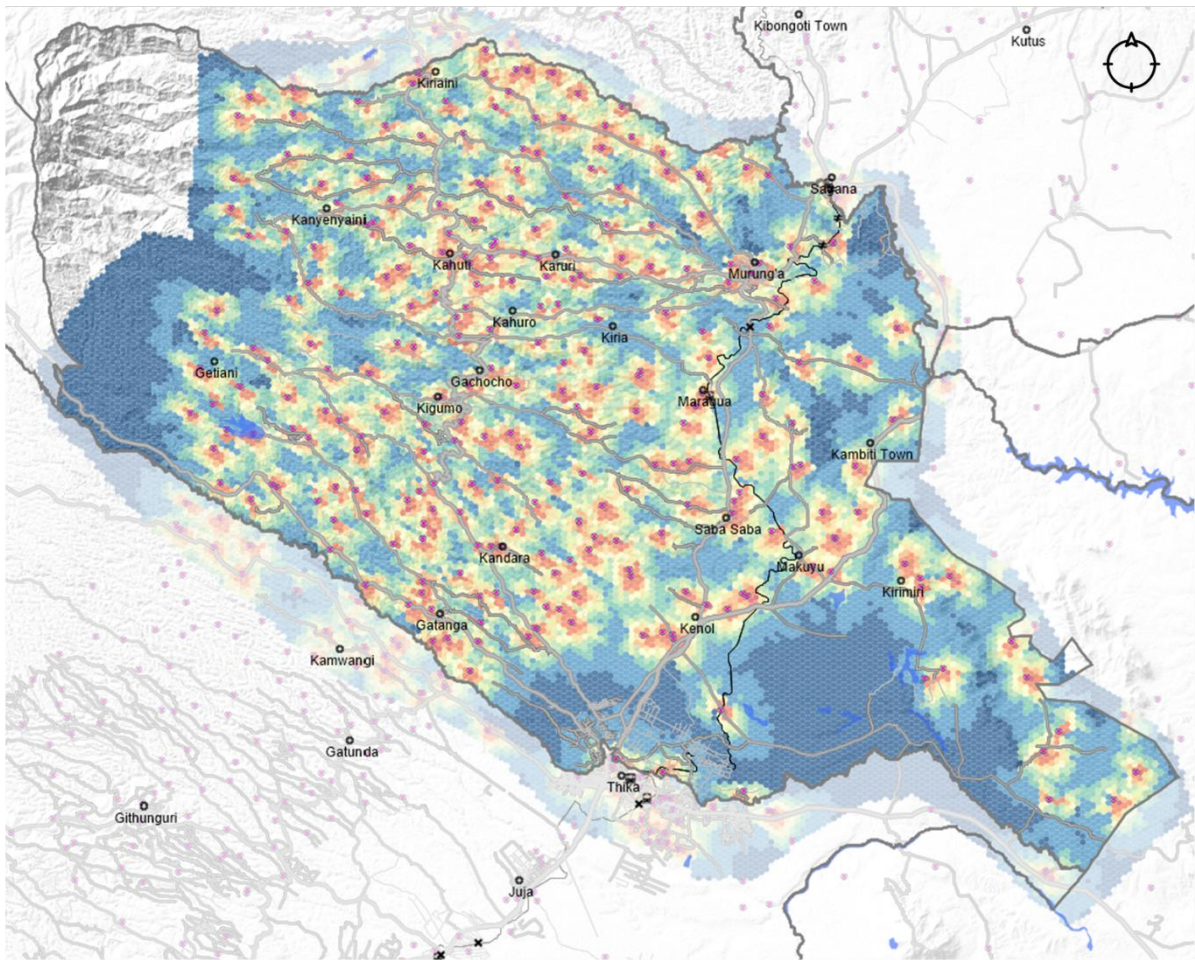 Kibongoti Town
Kutus
Kiriaini
Sagana
Kanyenyaini
Kahuti
Karuri
Murung'a
Kahuro
Kiria
Getiani
Gachocho
Kigumo
Maragua
Kambiti Town
Saba Saba
Kandara
Makuyu
Kirimiri
Gatanga
Kenol
Kamwangi
Gatunda
Thika
Githunguri
Juja